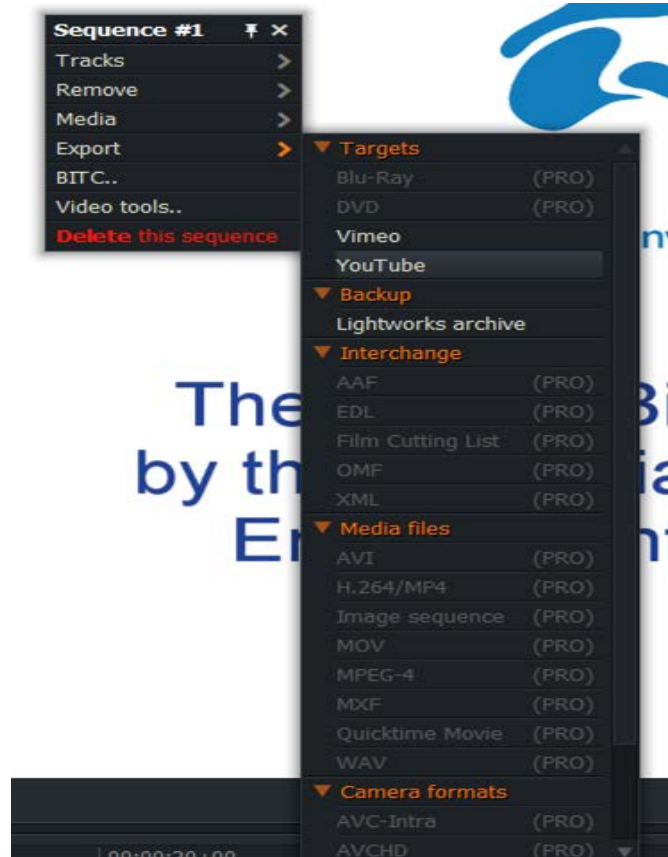 Sequence #1
Tracks
Remove
Media
Export
BITC..
Video tools..
Delete this sequence
Targets
Blu-Ray (PRO)
DVD (PRO)
Vimeo
YouTube
Backup
Lightworks archive
Interchange
AAF (PRO)
EDL (PRO)
Film Cutting List (PRO)
OMF (PRO)
XML (PRO)
Media files
AVI (PRO)
H.264/MP4 (PRO)
Image sequence (PRO)
MOV (PRO)
MPEG-4 (PRO)
MXF (PRO)
Quicktime Movie (PRO)
WAV (PRO)
Camera formats
AVC-Intra (PRO)
AVCHD (PRO)
The
by th